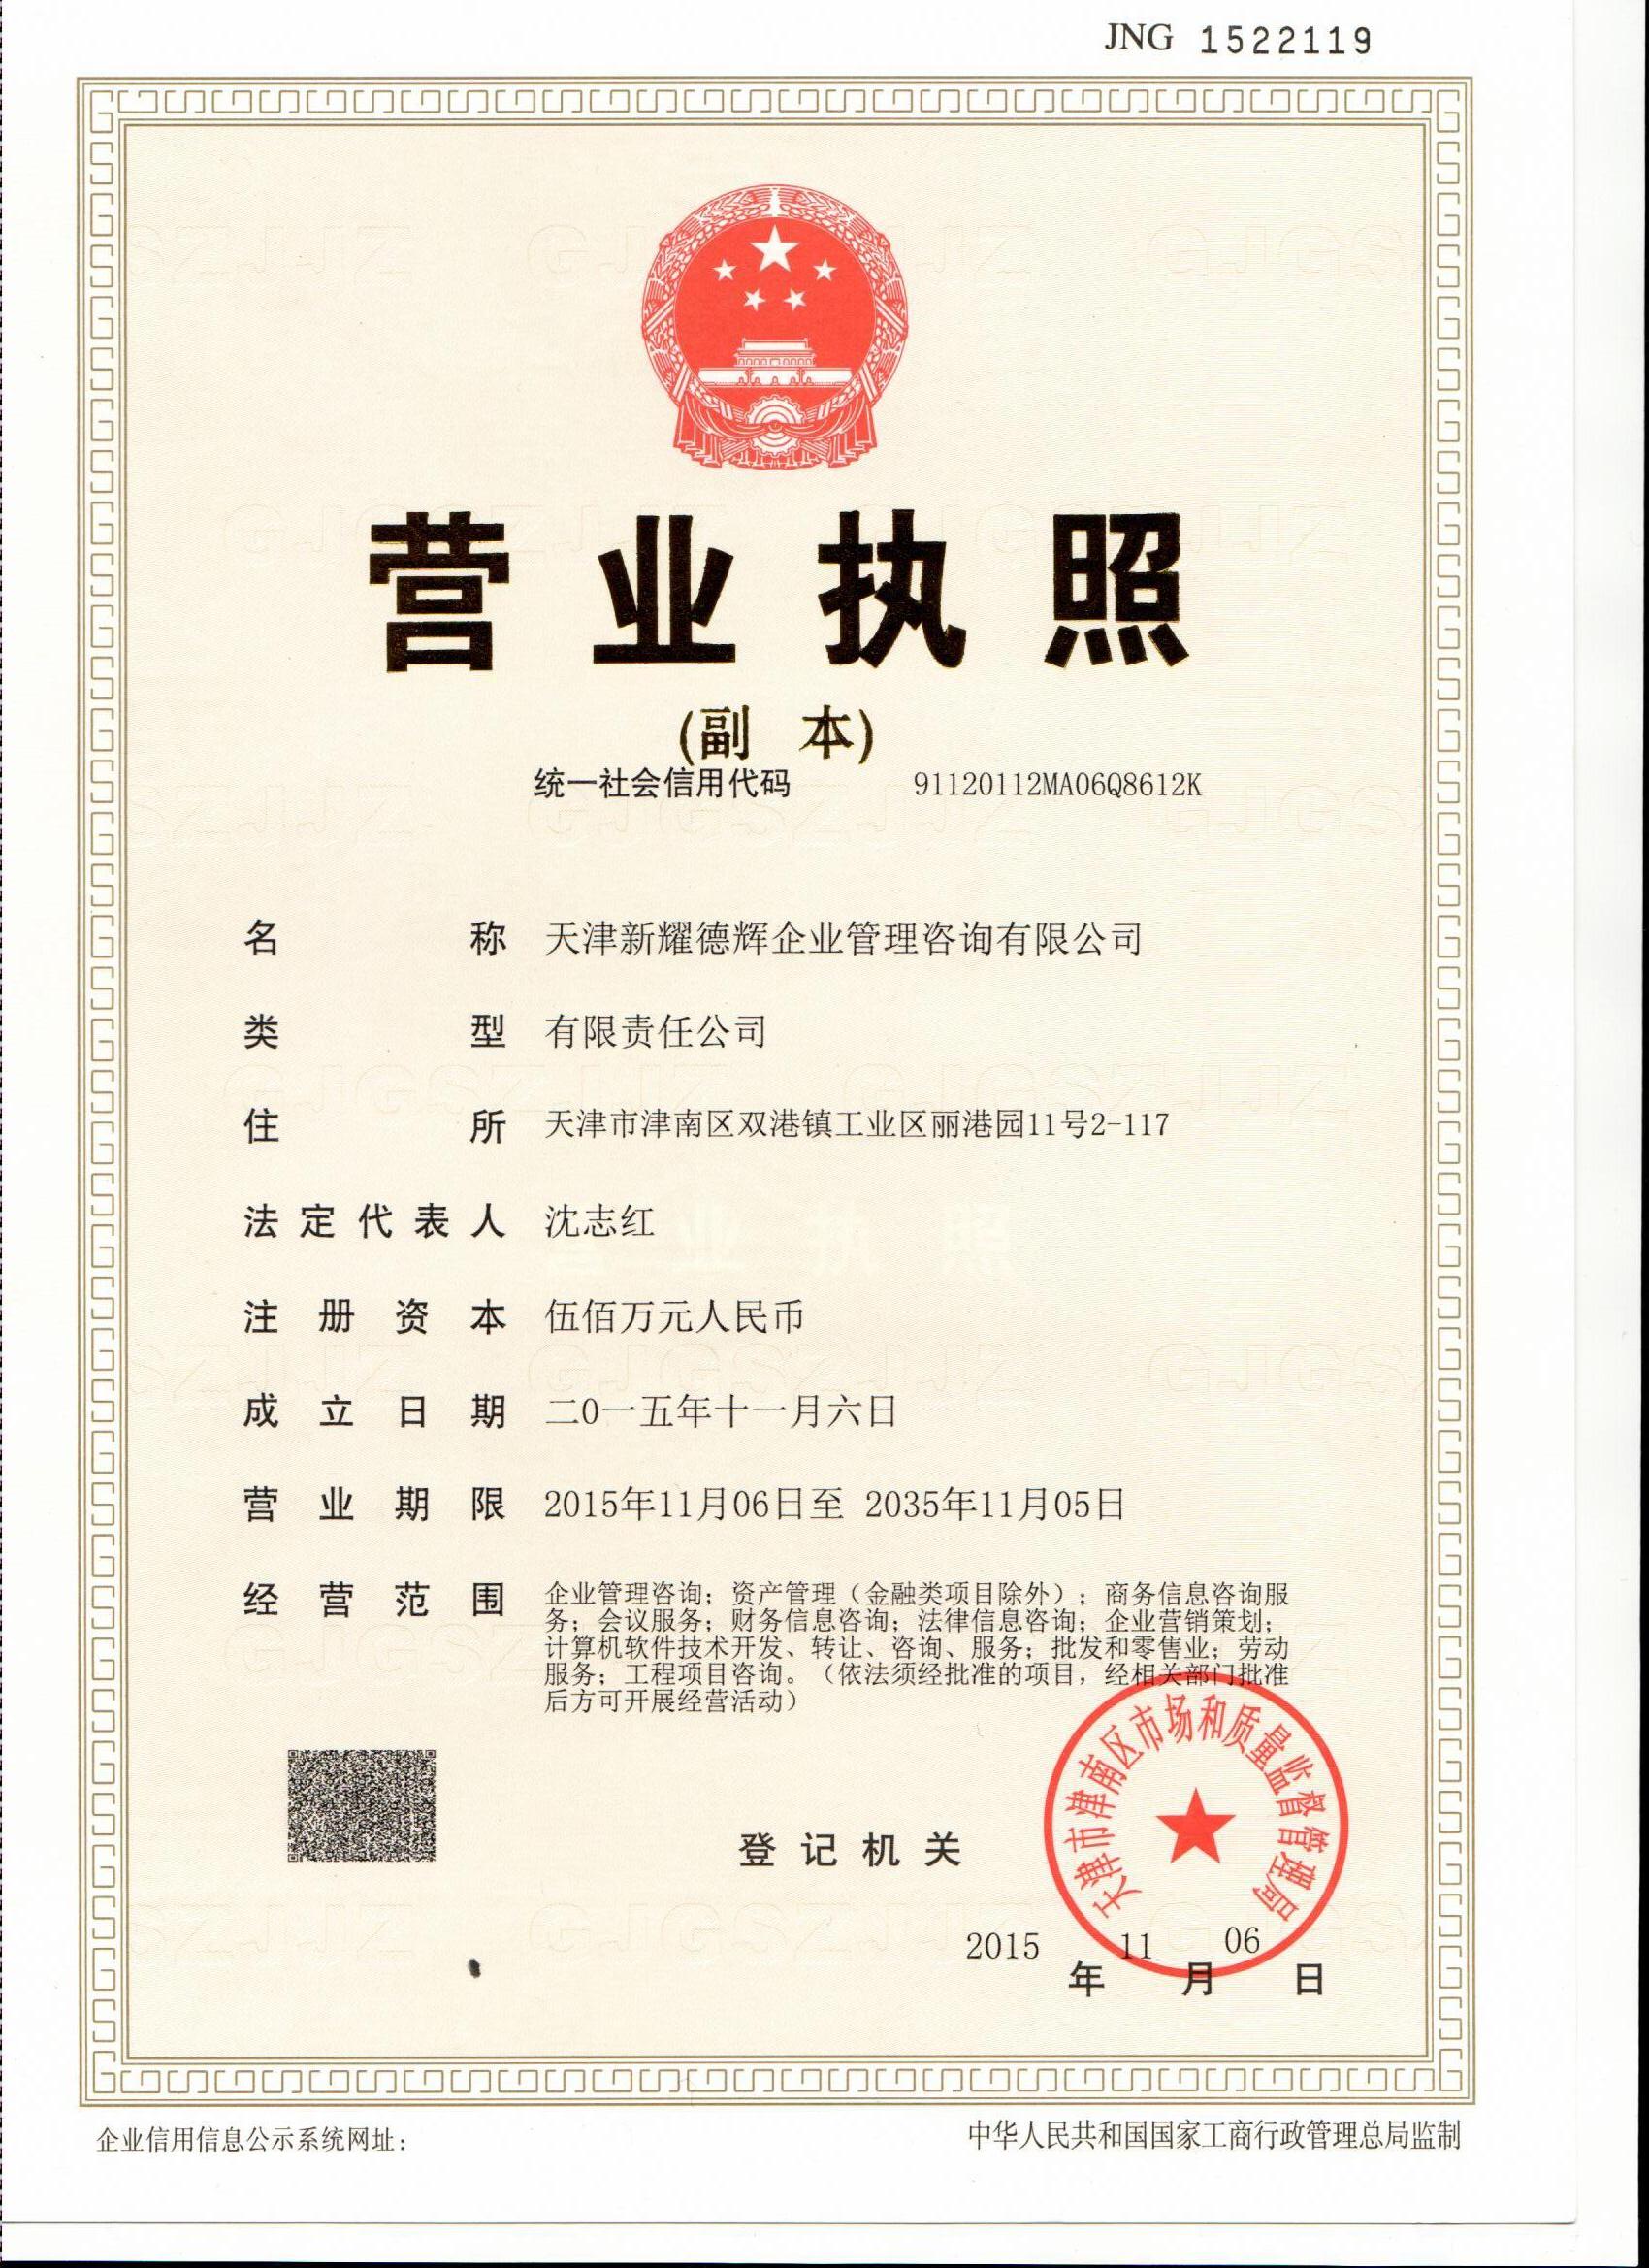 JNG 1522119
营业执照
(副 本)
统一社会信用代码 91120112MA06Q8612K
名称 天津新耀德辉企业管理咨询有限公司
类型 有限责任公司
住所 天津市津南区双港镇工业区丽港园11号2-117
法定代表人 沈志红
注册资本 伍佰万元人民币
成立日期 二0一五年十一月六日
营业期限 2015年11月06日至 2035年11月05日
经营范围 企业管理咨询；资产管理（金融类项目除外）；商务信息咨询服
务；会议服务；财务信息咨询；法律信息咨询；企业营销策划；
计算机软件技术开发、转让、咨询、服务；批发和零售业；劳动
服务；工程项目咨询。（依法须经批准的项目，经相关部门批准
后方可开展经营活动）
天津市津南区市场和质量监督管理局
登记机关
2015年11月06日
企业信用信息公示系统网址：
中华人民共和国国家工商行政管理总局监制